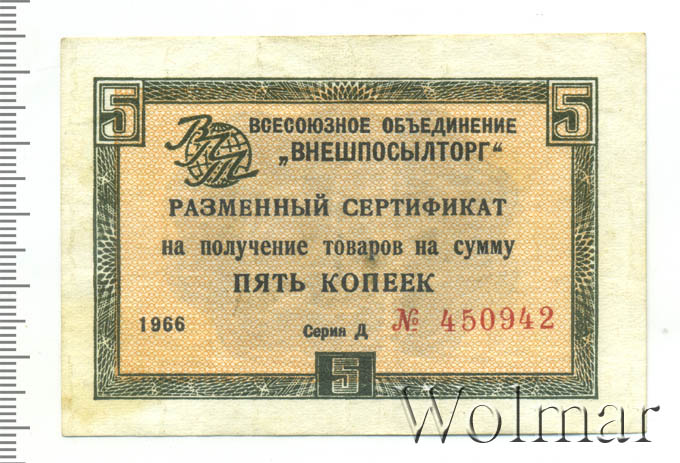 5 5
ВПТ
ВСЕСОЮЗНОЕ ОБЪЕДИНЕНИЕ
„ВНЕШПОСЫЛТОРГ“
РАЗМЕННЫЙ СЕРТИФИКАТ
на получение товаров на сумму
ПЯТЬ КОПЕЕК
1966 Серия Д № 450942
5
Wolmar